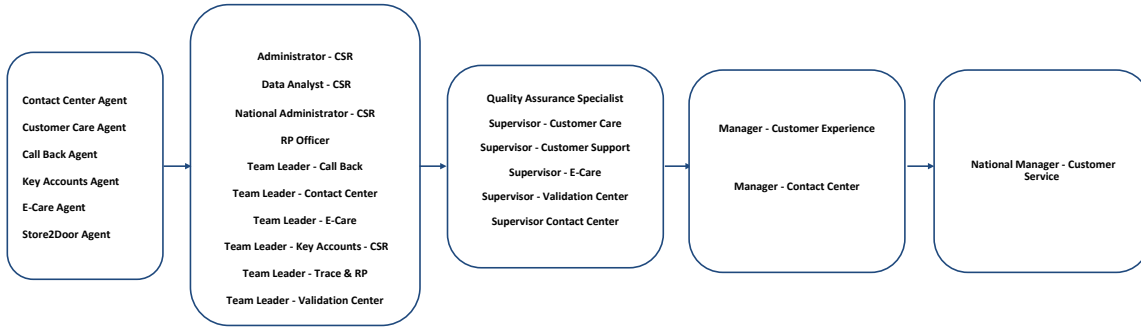 Contact Center Agent
Customer Care Agent
Call Back Agent
Key Accounts Agent
E-Care Agent
Store2Door Agent
Administrator - CSR
Data Analyst - CSR
National Administrator - CSR
RP Officer
Team Leader - Call Back
Team Leader - Contact Center
Team Leader - E-Care
Team Leader - Key Accounts - CSR
Team Leader - Trace & RP
Team Leader - Validation Center
Quality Assurance Specialist
Supervisor - Customer Care
Supervisor - Customer Support
Supervisor - E-Care
Supervisor - Validation Center
Supervisor Contact Center
Manager - Customer Experience
Manager - Contact Center
National Manager - Customer
Service